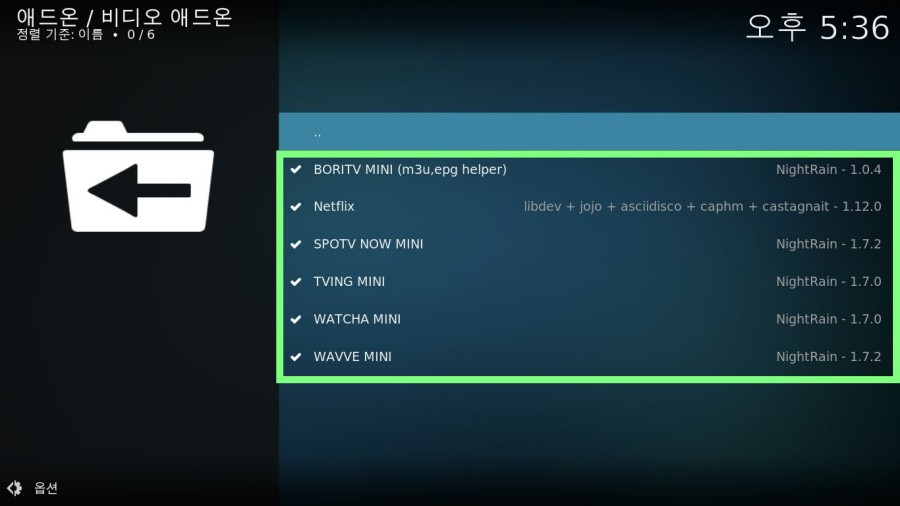 애드온 / 비디오 애드온
정렬 기준: 이름 • 0 / 6
오후 5:36
..
BORITV MINI (m3u,epg helper) NightRain - 1.0.4
Netflix libdev + jojo + asciidisco + caphm + castagnait - 1.12.0
SPOTV NOW MINI NightRain - 1.7.2
TVING MINI NightRain - 1.7.0
WATCHA MINI NightRain - 1.7.0
WAVVE MINI NightRain - 1.7.2
옵션